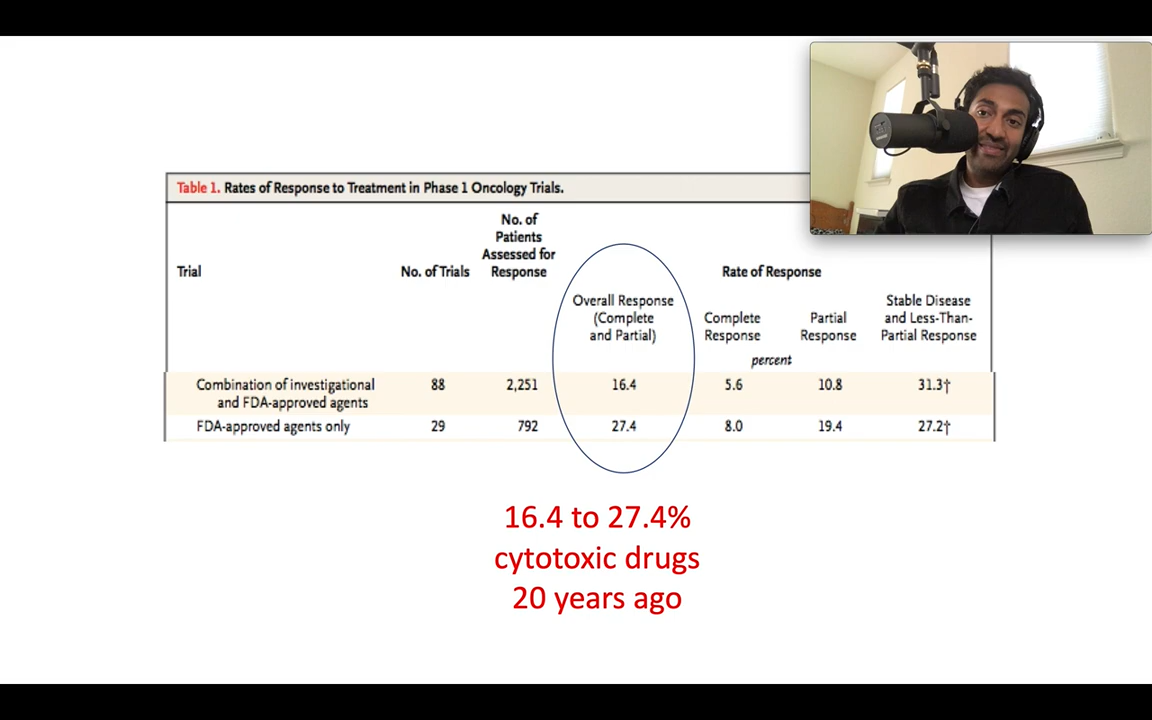 Table 1. Rates of Response to Treatment in Phase 1 Oncology Trials.
Trial
No. of Trials
No. of
Patients
Assessed for
Response
Rate of Response
Overall Response
(Complete
and Partial)
Complete
Response
Partial
Response
Stable Disease
and Less-Than-
Partial Response
percent
Combination of investigational
and FDA-approved agents
88 2,251 16.4 5.6 10.8 31.3†
FDA-approved agents only 29 792 27.4 8.0 19.4 27.2†
16.4 to 27.4%
cytotoxic drugs
20 years ago